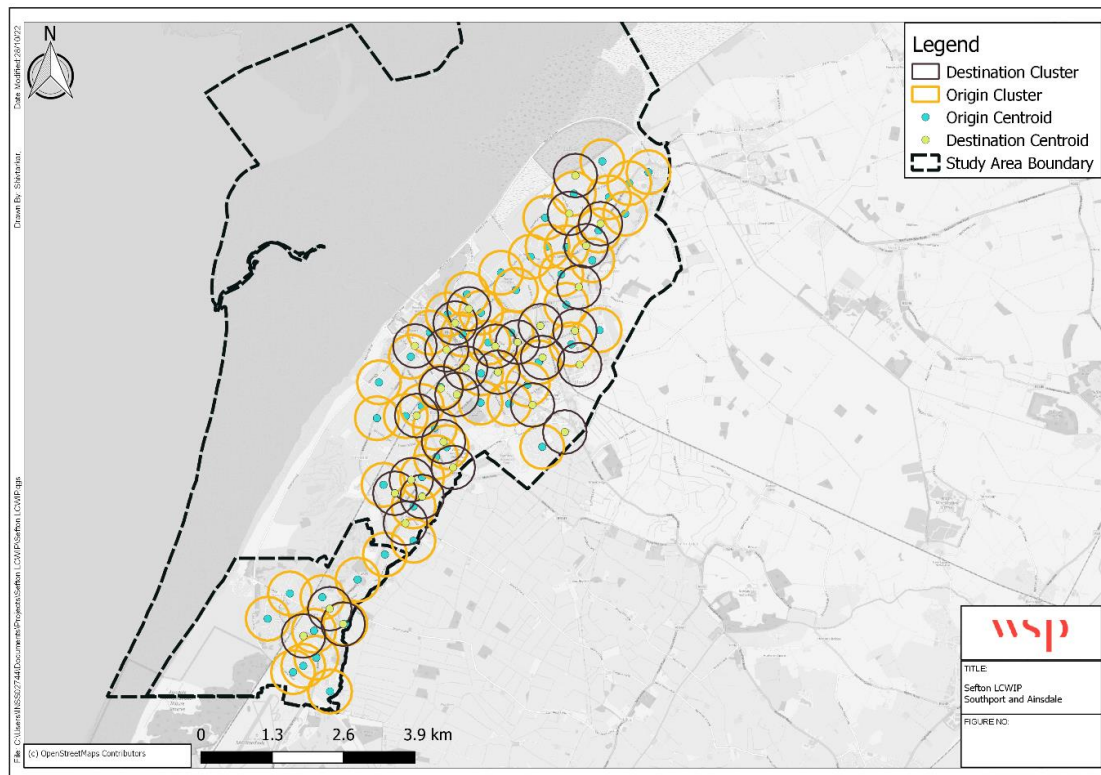 Date Modified:26/10/22
Drawn By: Shivtarkar,
N
Legend
Destination Cluster
Origin Cluster
Origin Centroid
Destination Centroid
Study Area Boundary
wsp
TITLE:
Sefton LCWIP
Southport and Ainsdale
FIGURE NO:
0 1.3 2.6 3.9 km
(c) OpenStreetMaps Contributors